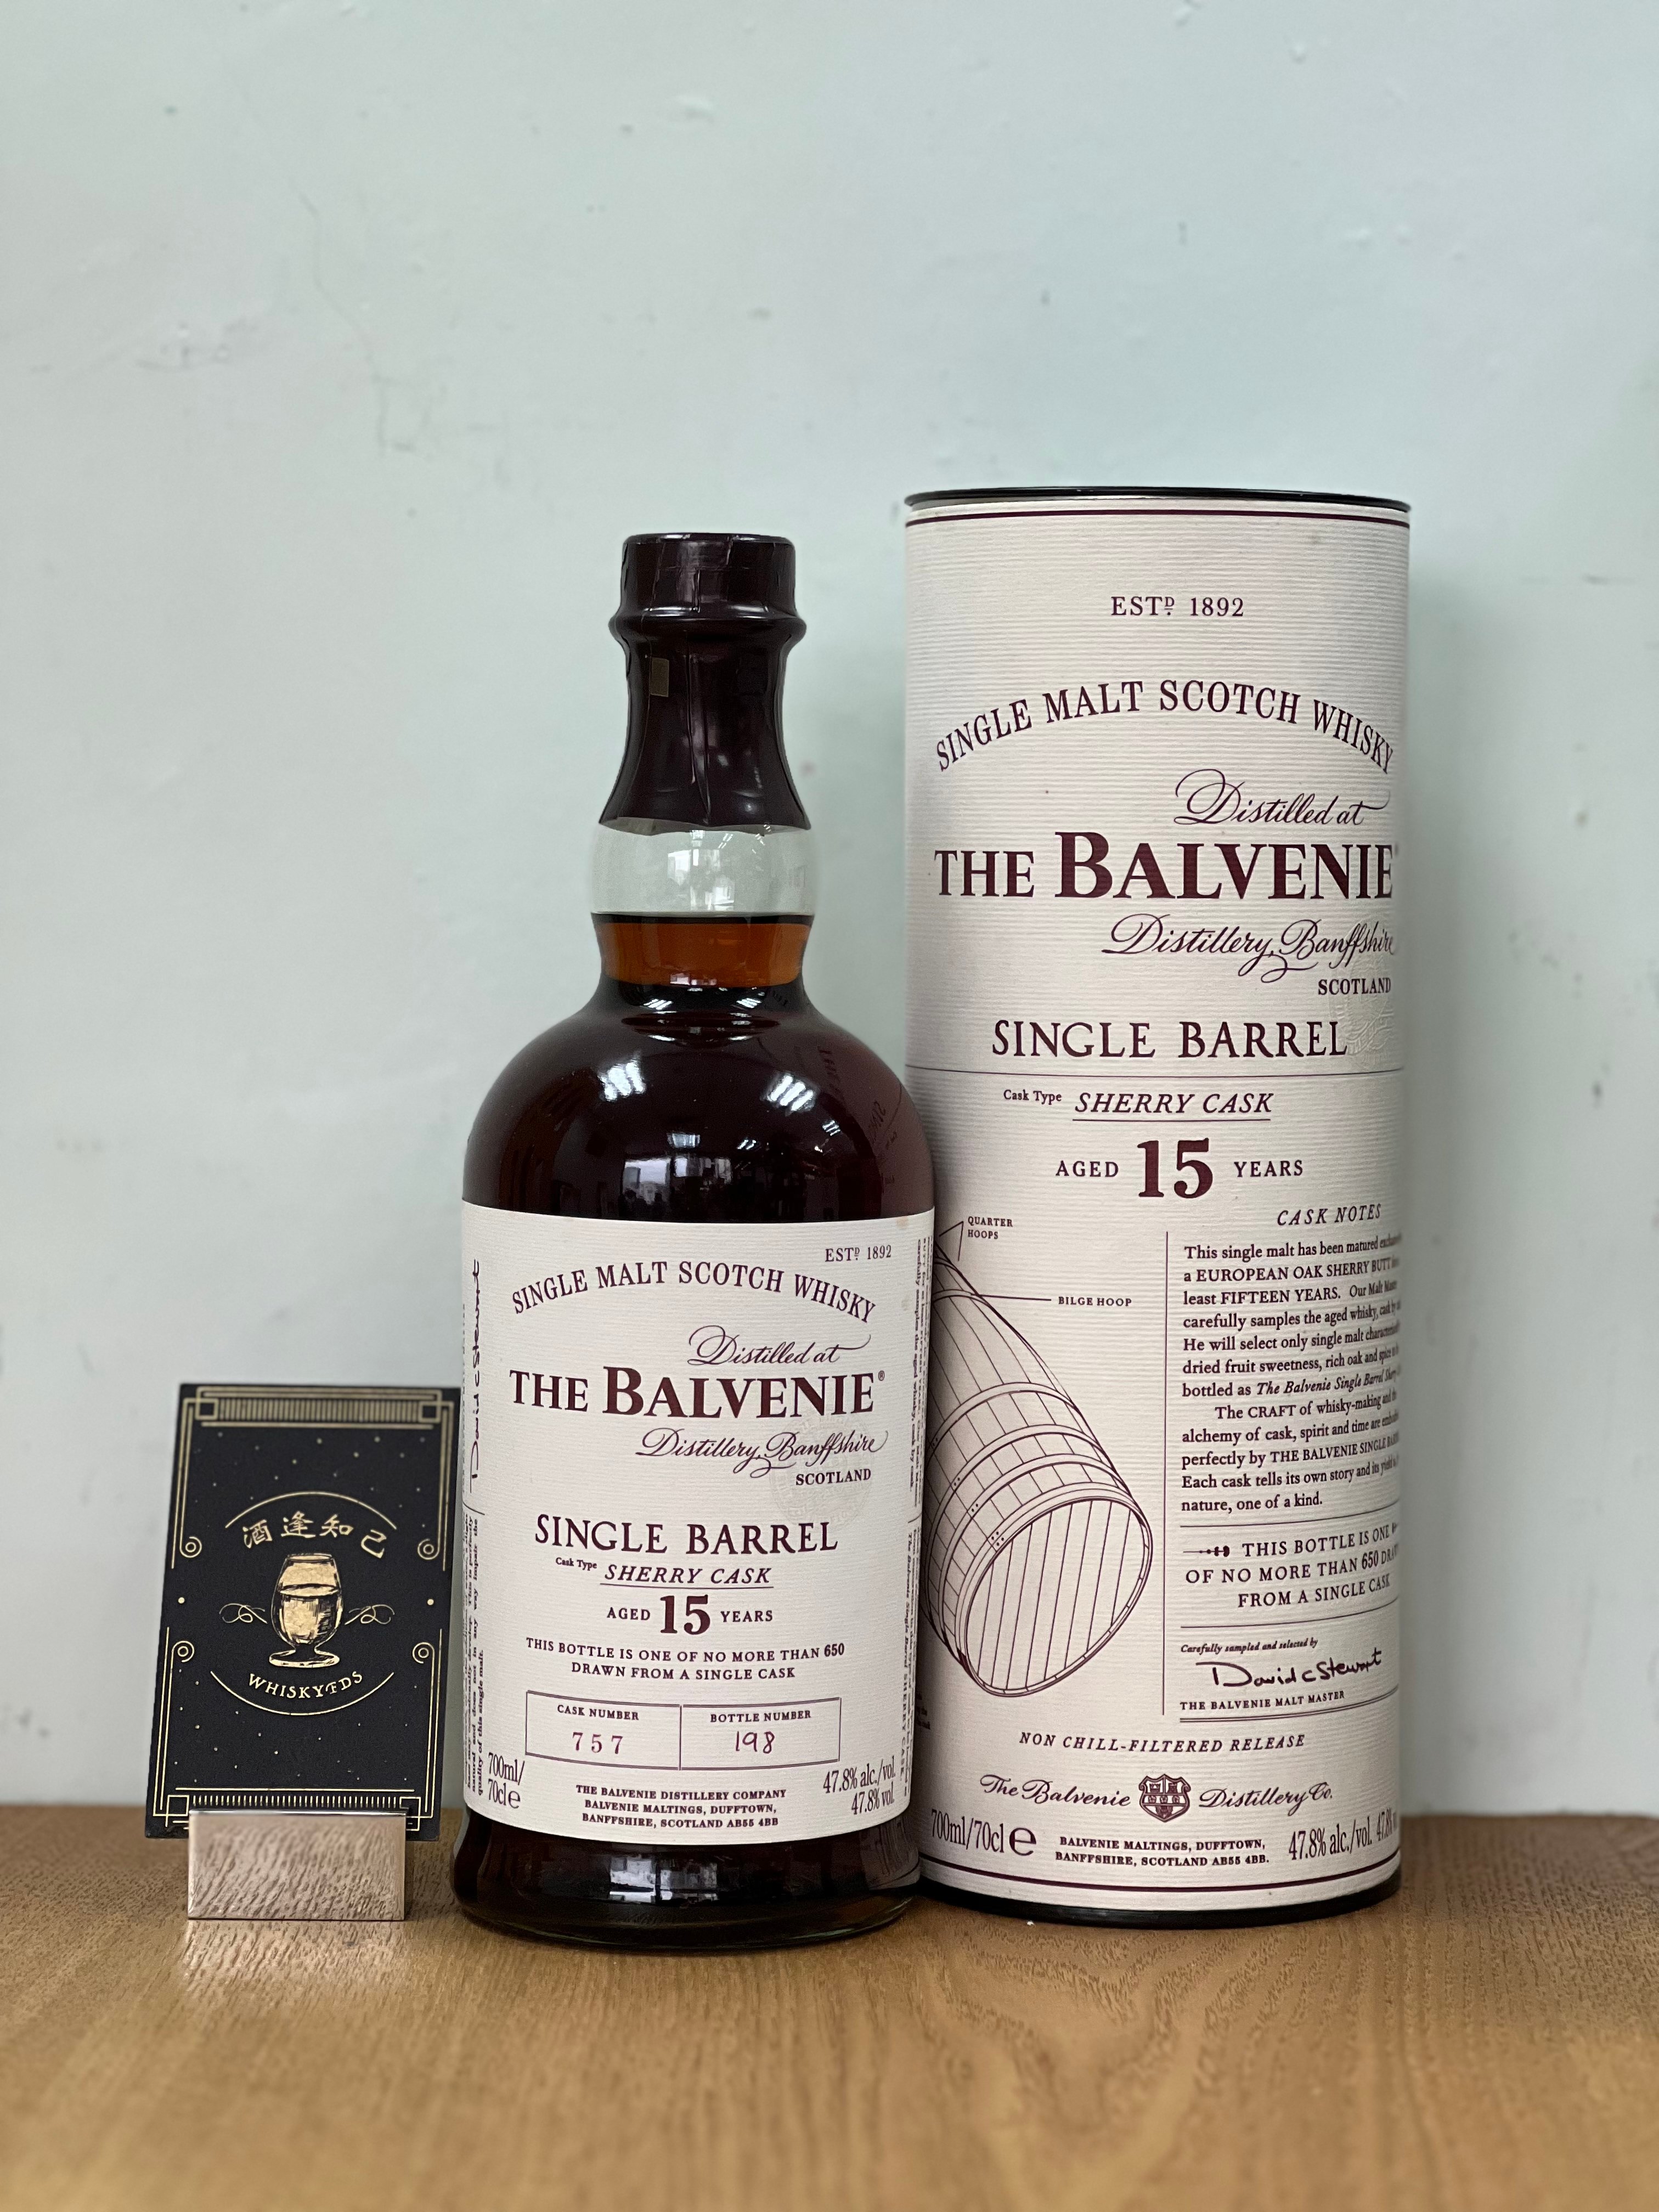 酒逢知己
WHISKYFDS
ESTD. 1892
SINGLE MALT SCOTCH WHISKY
Distilled at
THE BALVENIE®
Distillery, Banffshire
SCOTLAND
SINGLE BARREL
Cask Type SHERRY CASK
AGED 15 YEARS
THIS BOTTLE IS ONE OF NO MORE THAN 650
DRAWN FROM A SINGLE CASK
CASK NUMBER
757
BOTTLE NUMBER
198
700ml/
70cl e
THE BALVENIE DISTILLERY COMPANY
BALVENIE MALTINGS, DUFFTOWN,
BANFFSHIRE, SCOTLAND AB55 4BB
47.8% alc./vol.
47.8% vol.
David C Stewart
quality of this single malt.
ESTD. 1892
SINGLE MALT SCOTCH WHISKY
Distilled at
THE BALVENIE
Distillery, Banffshire
SCOTLAND
SINGLE BARREL
Cask Type SHERRY CASK
AGED 15 YEARS
QUARTER
HOOPS
BILGE HOOP
CASK NOTES
This single malt has been matured
a EUROPEAN OAK SHERRY BUTT
least FIFTEEN YEARS. Our Malt
carefully samples the aged whisky, cask
He will select only single malt
dried fruit sweetness, rich oak and spice
bottled as The Balvenie Single Barrel
The CRAFT of whisky-making and
alchemy of cask, spirit and time are
perfectly by THE BALVENIE SINGLE
Each cask tells its own story and its
nature, one of a kind.
THIS BOTTLE IS ONE
OF NO MORE THAN 650
FROM A SINGLE CASK
Carefully sampled and selected by
David C Stewart
THE BALVENIE MALT MASTER
NON CHILL-FILTERED RELEASE
The Balvenie Distillery Co.
700ml/70cl e
BALVENIE MALTINGS, DUFFTOWN,
BANFFSHIRE, SCOTLAND AB55 4BB.
47.8% alc./vol.